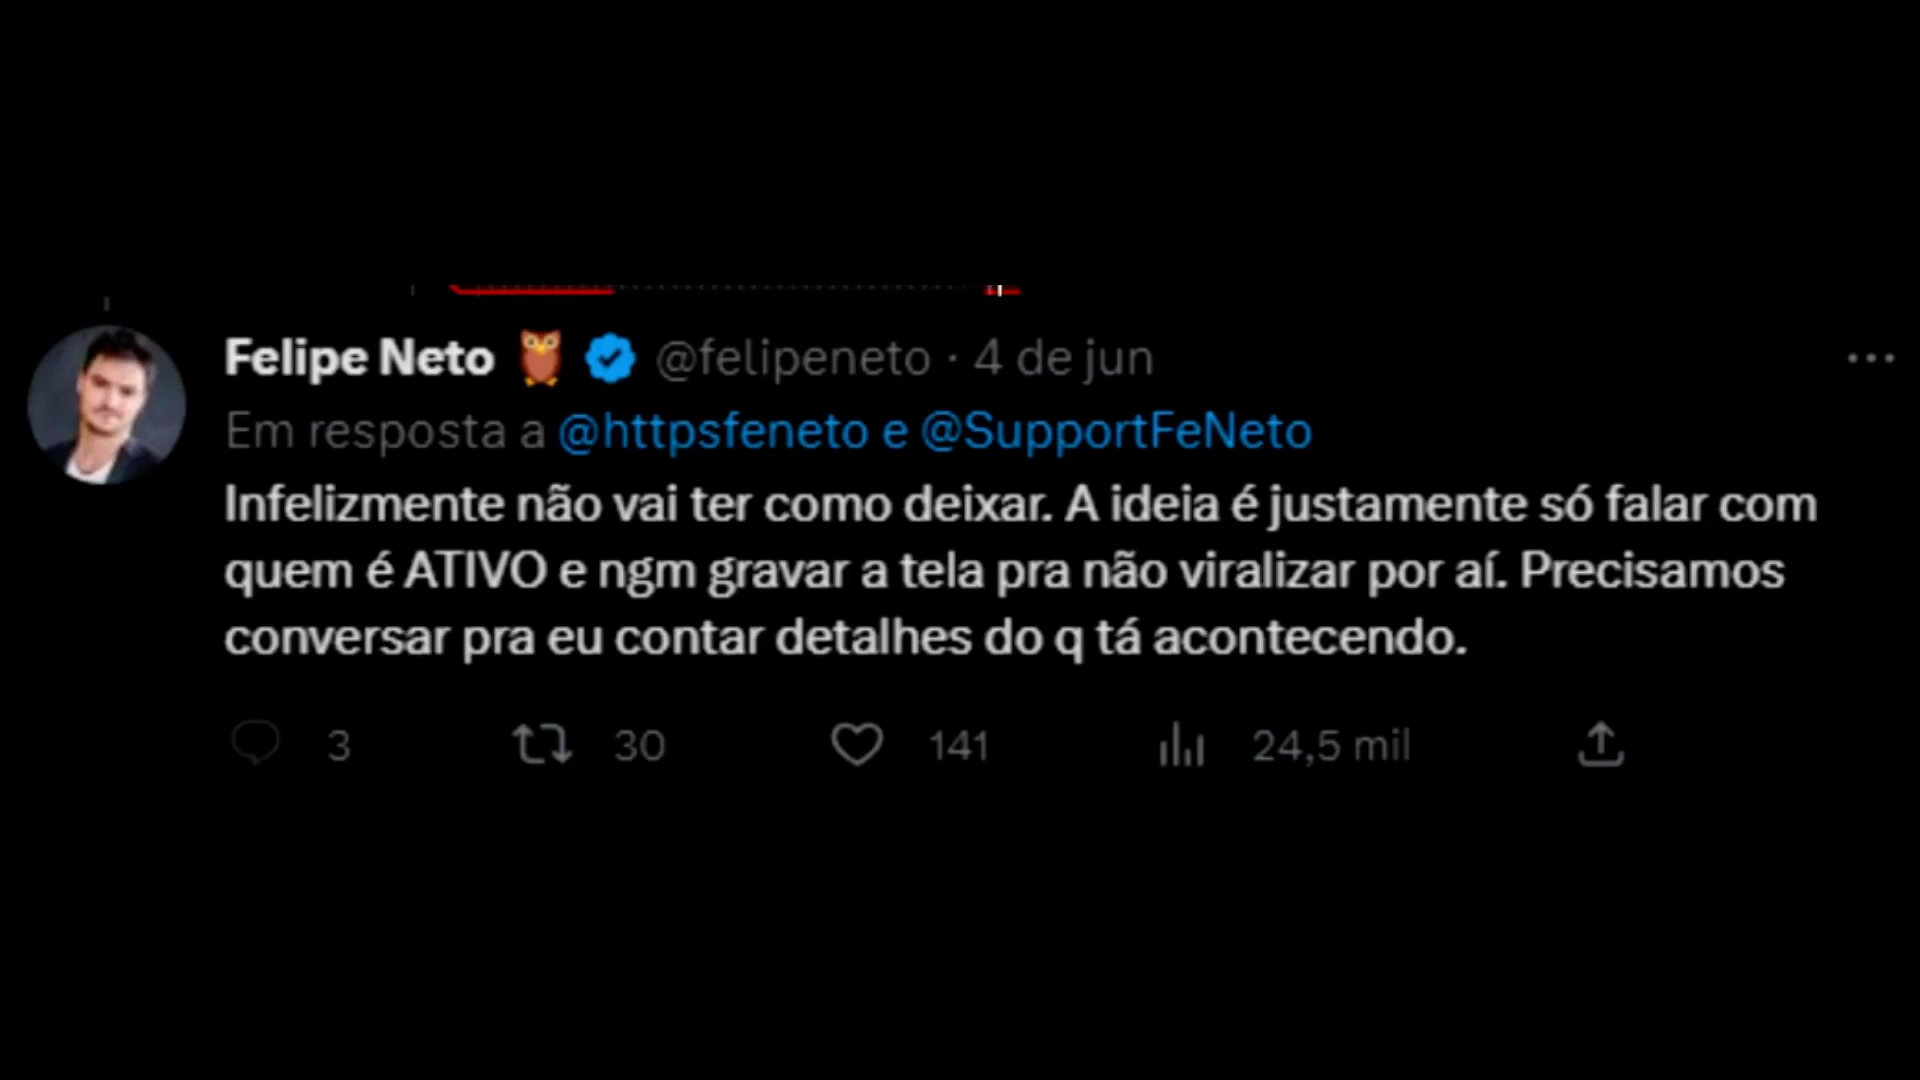 Felipe Neto 🦉 @felipeneto · 4 de jun
Em resposta a @httpsfeneto e @SupportFeNeto
Infelizmente não vai ter como deixar. A ideia é justamente só falar com
quem é ATIVO e ngm gravar a tela pra não viralizar por aí. Precisamos
conversar pra eu contar detalhes do q tá acontecendo.
3 30 141 24,5 mil